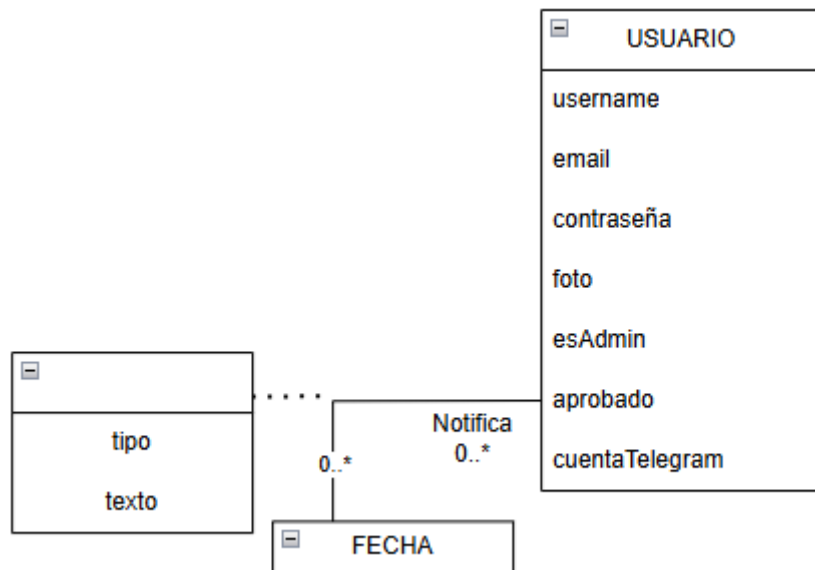 USUARIO
username
email
contraseña
foto
esAdmin
aprobado
cuentaTelegram
tipo
texto
Notifica
0..*
0..*
FECHA